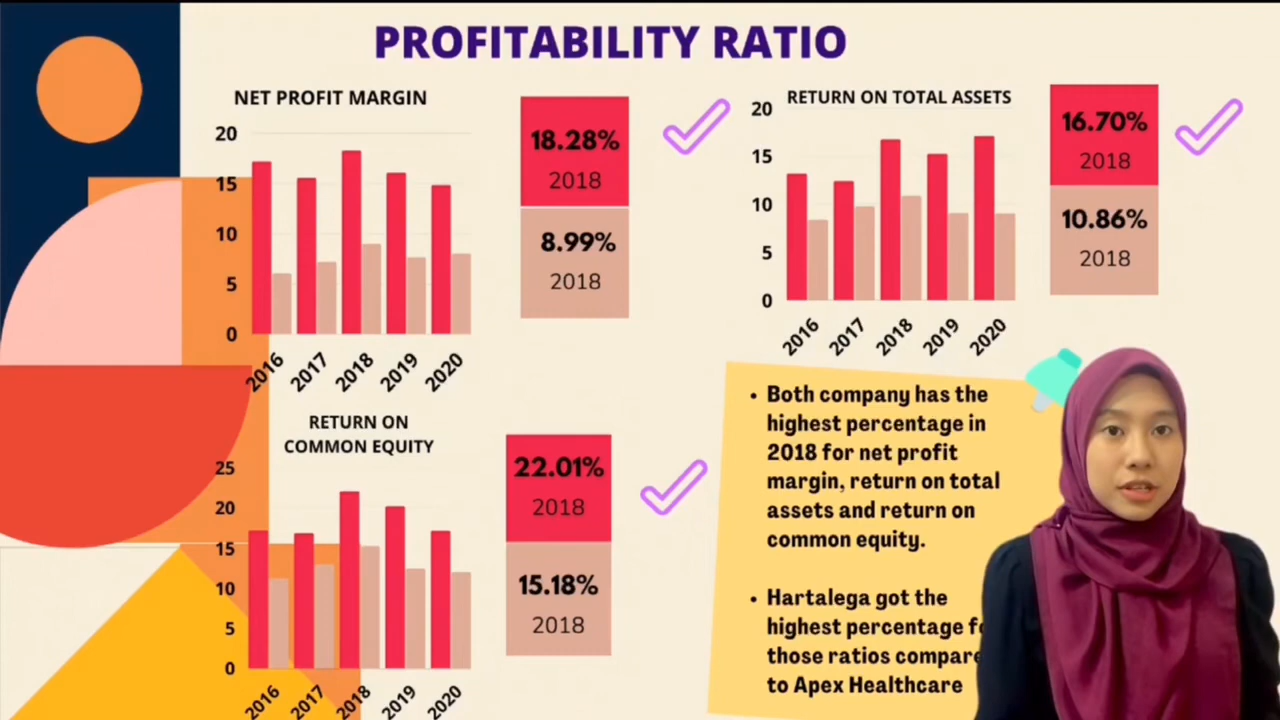 PROFITABILITY RATIO
NET PROFIT MARGIN
20
15
10
5
0
2016
2017
2018
2019
2020
18.28%
2018
8.99%
2018
RETURN ON TOTAL ASSETS
20
15
10
5
0
2016
2017
2018
2019
2020
16.70%
2018
10.86%
2018
RETURN ON
COMMON EQUITY
25
20
15
10
5
0
2016
2017
2018
2019
2020
22.01%
2018
15.18%
2018
• Both company has the
highest percentage in
2018 for net profit
margin, return on total
assets and return on
common equity.
• Hartalega got the
highest percentage
those ratios
to Apex Healthcare